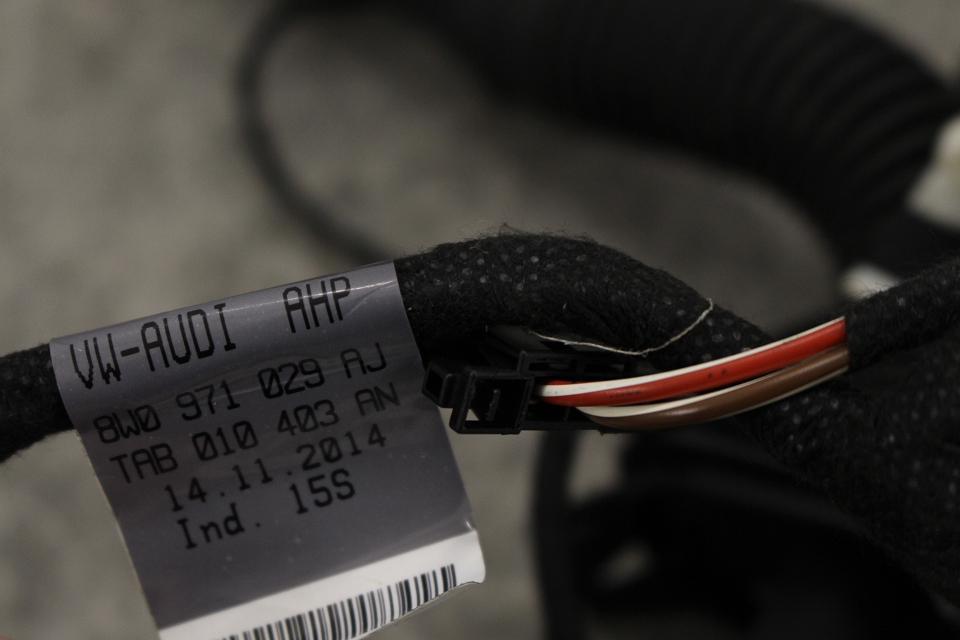 VW-AUDI AHP
8W0 971 029 AJ
TAB 010 403 AN
14.11.2014
Ind. 15S